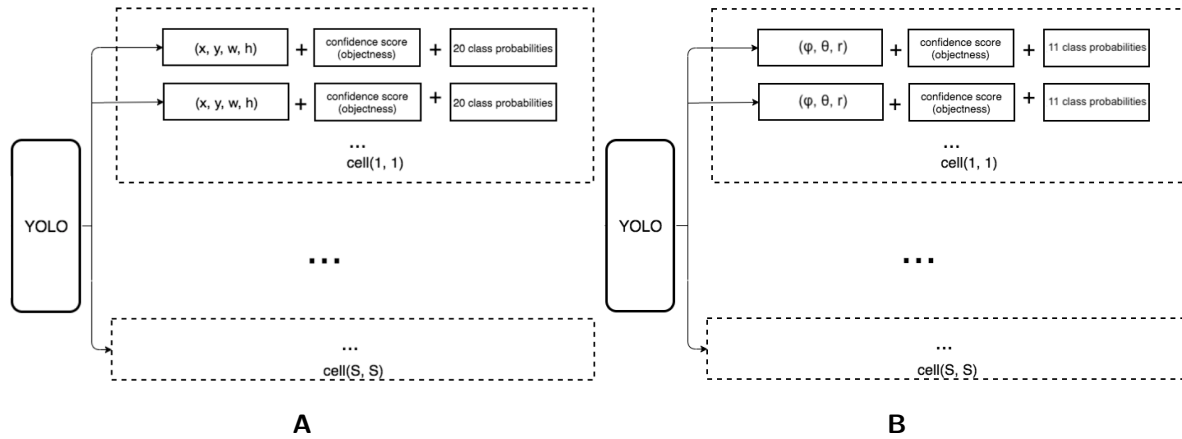 (x, y, w, h) + confidence score (objectness) + 20 class probabilities
(x, y, w, h) + confidence score (objectness) + 20 class probabilities
...
cell(1, 1)
YOLO
...
...
cell(S, S)
A
(φ, θ, r) + confidence score (objectness) + 11 class probabilities
(φ, θ, r) + confidence score (objectness) + 11 class probabilities
...
cell(1, 1)
YOLO
...
...
cell(S, S)
B